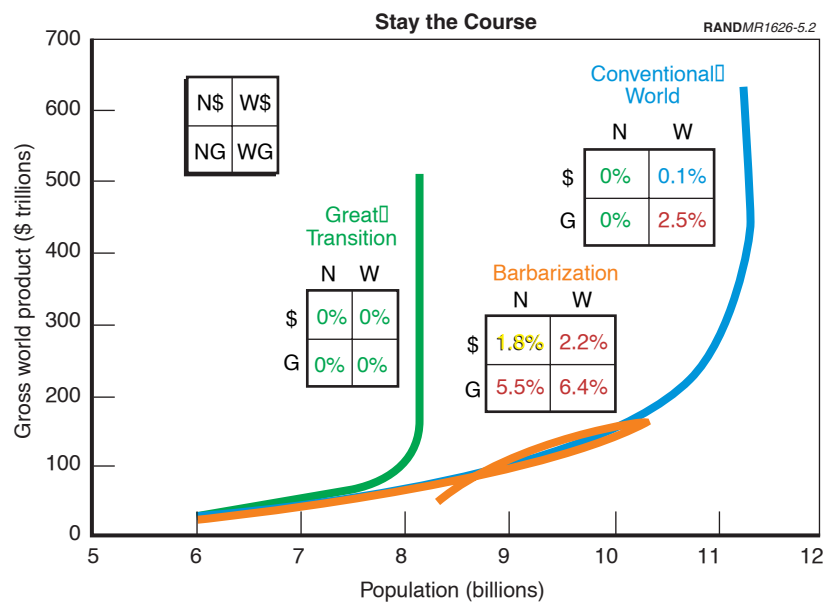 Stay the Course
RANDMR1626-5.2
700
600
500
400
300
200
100
0
Gross world product ($ trillions)
N$ W$
NG WG
Great
Transition
N W
$ 0% 0%
G 0% 0%
Conventional
World
N W
$ 0% 0.1%
G 0% 2.5%
Barbarization
N W
$ 1.8% 2.2%
G 5.5% 6.4%
5 6 7 8 9 10 11 12
Population (billions)